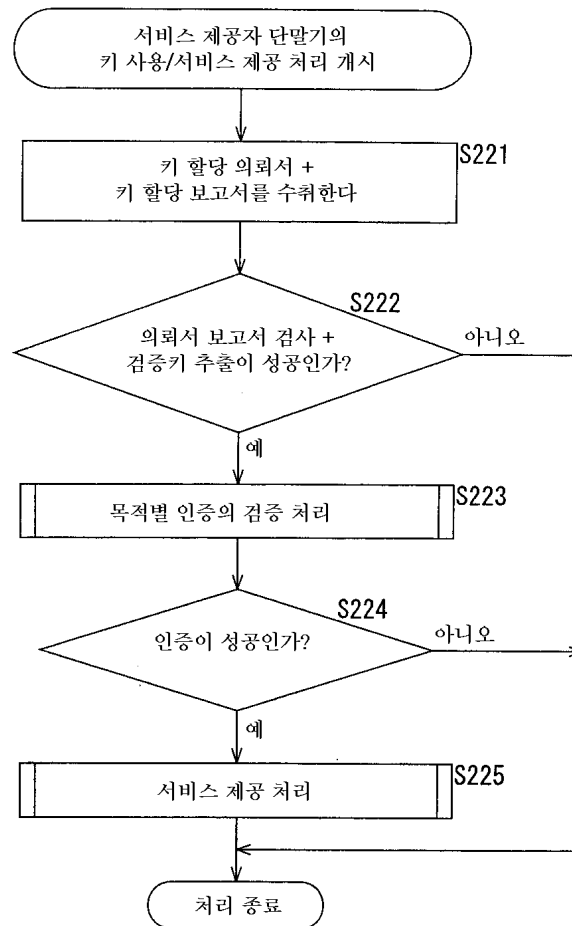 서비스 제공자 단말기의
키 사용/서비스 제공 처리 개시
S221
키 할당 의뢰서 +
키 할당 보고서를 수취한다
S222
의뢰서 보고서 검사 +
검증키 추출이 성공인가?
아니오
예
S223
목적별 인증의 검증 처리
S224
인증이 성공인가?
아니오
예
S225
서비스 제공 처리
처리 종료